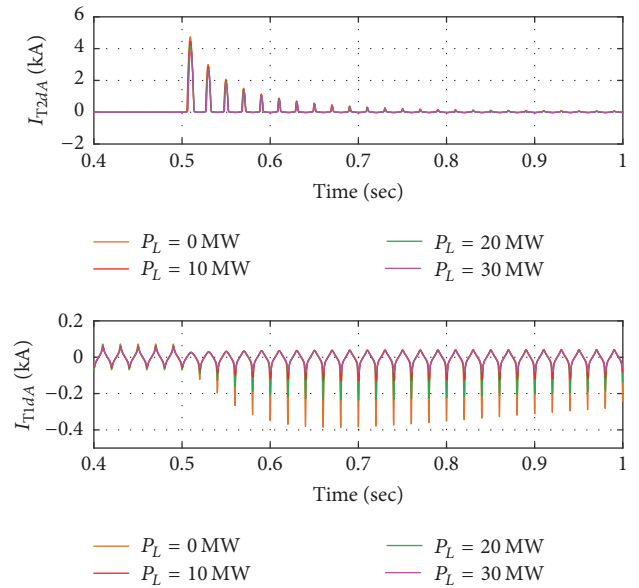 6
4
2
0
−2
I_T2dA (kA)
0.4 0.5 0.6 0.7 0.8 0.9 1
Time (sec)
P_L = 0 MW P_L = 20 MW
P_L = 10 MW P_L = 30 MW
0.2
0
−0.2
−0.4
I_T1dA (kA)
0.4 0.5 0.6 0.7 0.8 0.9 1
Time (sec)
P_L = 0 MW P_L = 20 MW
P_L = 10 MW P_L = 30 MW